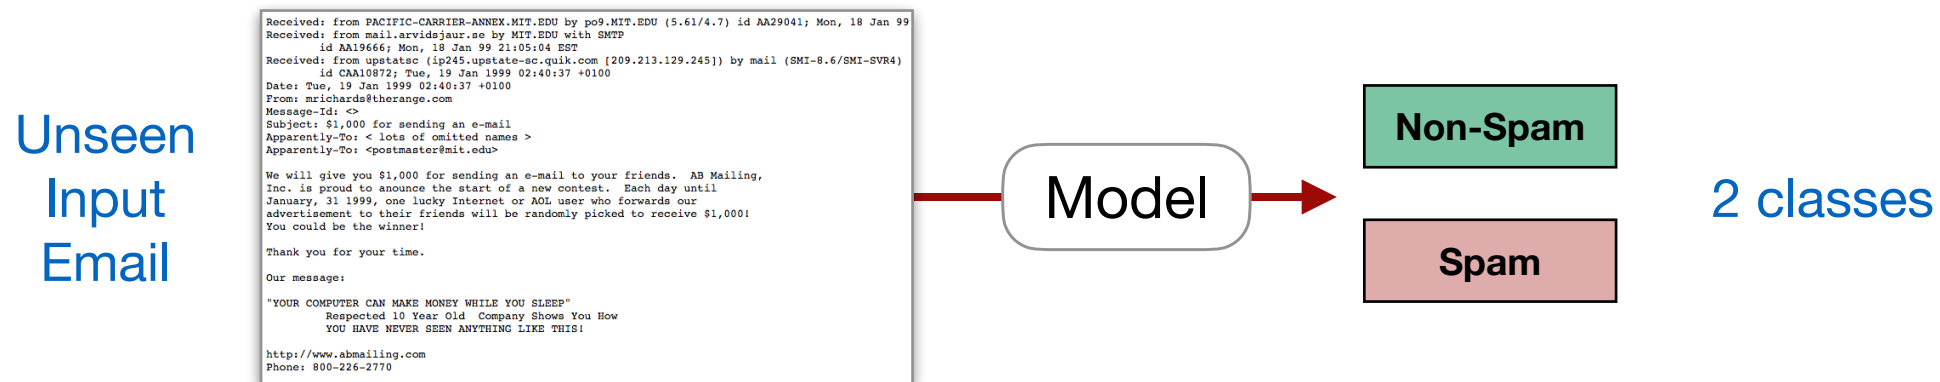 Unseen
Input
Email
Received: from PACIFIC-CARRIER-ANNEX.MIT.EDU by po9.MIT.EDU (5.61/4.7) id AA29041; Mon, 18 Jan 99
Received: from mail.arvidsjaur.se by MIT.EDU with SMTP
id AA19666; Mon, 18 Jan 99 21:05:04 EST
Received: from upstatsc (ip245.upstate-sc.quik.com [209.213.129.245]) by mail (SMI-8.6/SMI-SVR4)
id CAA10872; Tue, 19 Jan 1999 02:40:37 +0100
Date: Tue, 19 Jan 1999 02:40:37 +0100
From: mrichards@therange.com
Message-Id: <>
Subject: $1,000 for sending an e-mail
Apparently-To: < lots of omitted names >
Apparently-To: <postmaster@mit.edu>
We will give you $1,000 for sending an e-mail to your friends.  AB Mailing,
Inc. is proud to anounce the start of a new contest.  Each day until
January, 31 1999, one lucky Internet or AOL user who forwards our
advertisement to their friends will be randomly picked to receive $1,000!
You could be the winner!
Thank you for your time.
Our message:
"YOUR COMPUTER CAN MAKE MONEY WHILE YOU SLEEP"
Respected 10 Year Old  Company Shows You How
YOU HAVE NEVER SEEN ANYTHING LIKE THIS!
http://www.abmailing.com
Phone: 800-226-2770
Model
Non-Spam
Spam
2 classes